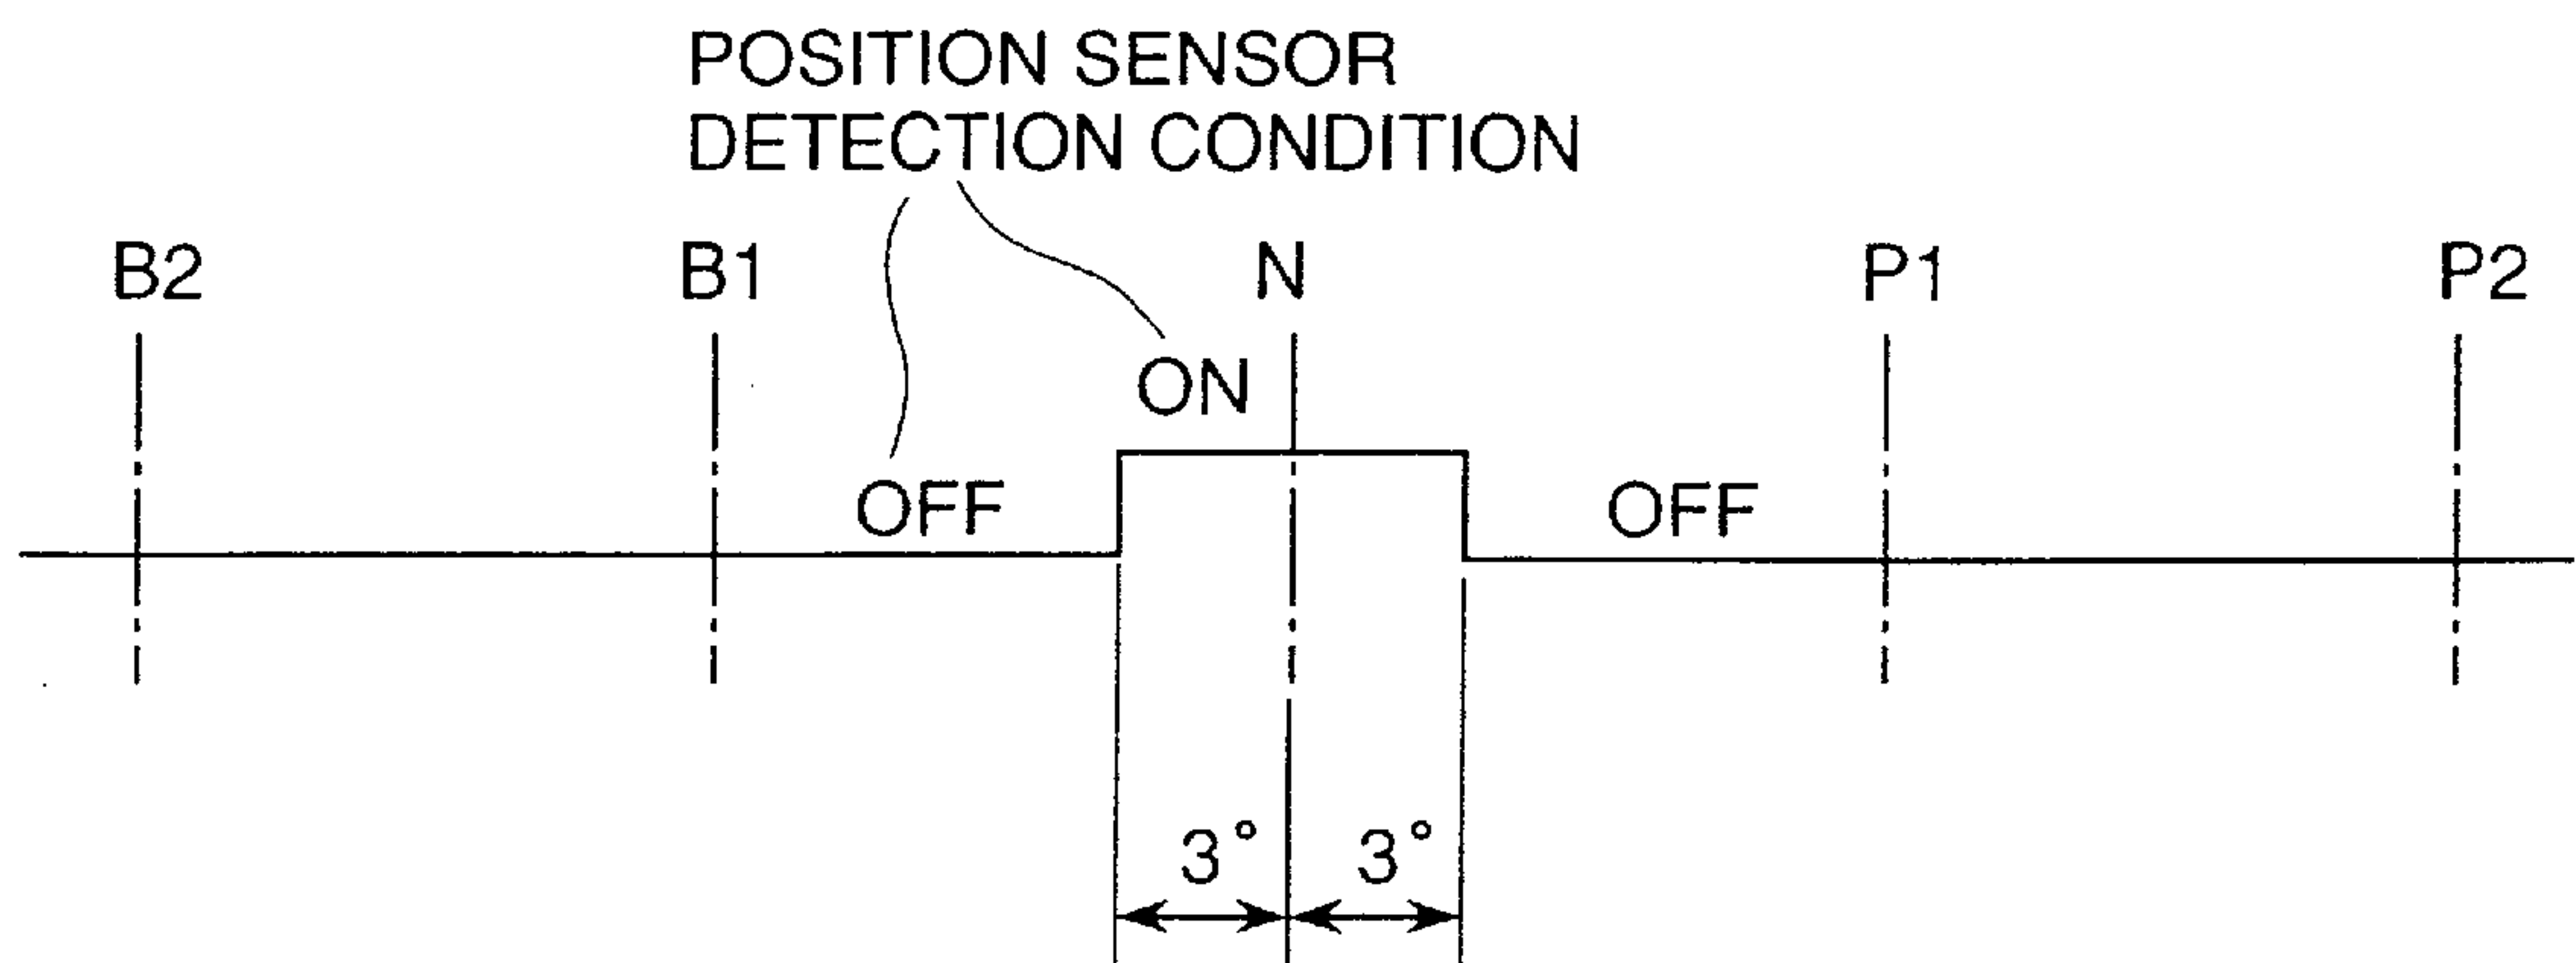 POSITION SENSOR
DETECTION CONDITION
B2 B1 N P1 P2
ON
OFF OFF
3° 3°